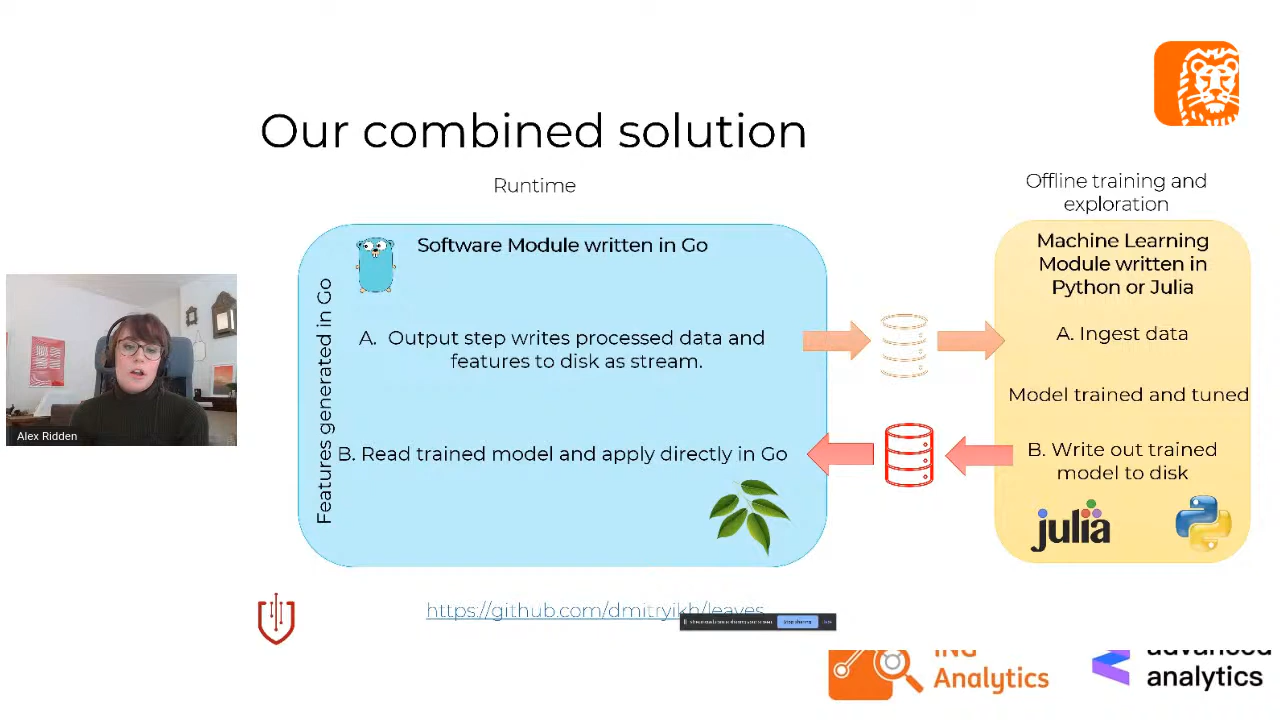 Our combined solution
Runtime
Offline training and
exploration
Software Module written in Go
Features generated in Go
A. Output step writes processed data and
features to disk as stream.
B. Read trained model and apply directly in Go
Machine Learning
Module written in
Python or Julia
A. Ingest data
Model trained and tuned
B. Write out trained
model to disk
julia
Alex Ridden
https://github.com/dmitryikh/leaves
Stop sharing
ING
Analytics
advanced
analytics